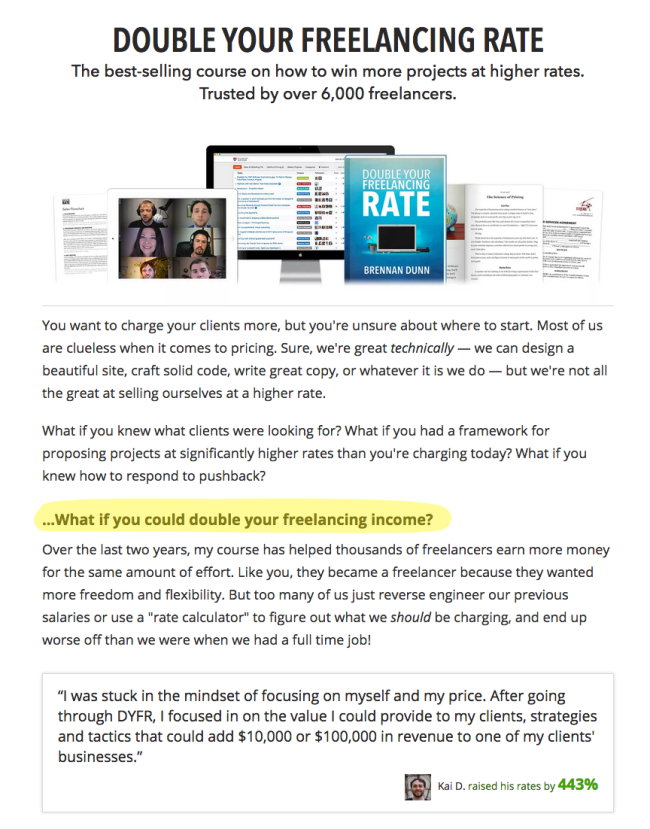 DOUBLE YOUR FREELANCING RATE
The best-selling course on how to win more projects at higher rates.
Trusted by over 6,000 freelancers.
DOUBLE YOUR
FREELANCING
RATE
BRENNAN DUNN
The Science of Pricing
You want to charge your clients more, but you're unsure about where to start. Most of us
are clueless when it comes to pricing. Sure, we're great technically — we can design a
beautiful site, craft solid code, write great copy, or whatever it is we do — but we're not all
the great at selling ourselves at a higher rate.
What if you knew what clients were looking for? What if you had a framework for
proposing projects at significantly higher rates than you're charging today? What if you
knew how to respond to pushback?
...What if you could double your freelancing income?
Over the last two years, my course has helped thousands of freelancers earn more money
for the same amount of effort. Like you, they became a freelancer because they wanted
more freedom and flexibility. But too many of us just reverse engineer our previous
salaries or use a "rate calculator" to figure out what we should be charging, and end up
worse off than we were when we had a full time job!
“I was stuck in the mindset of focusing on myself and my price. After going
through DYFR, I focused in on the value I could provide to my clients, strategies
and tactics that could add $10,000 or $100,000 in revenue to one of my clients'
businesses.”
Kai D. raised his rates by 443%